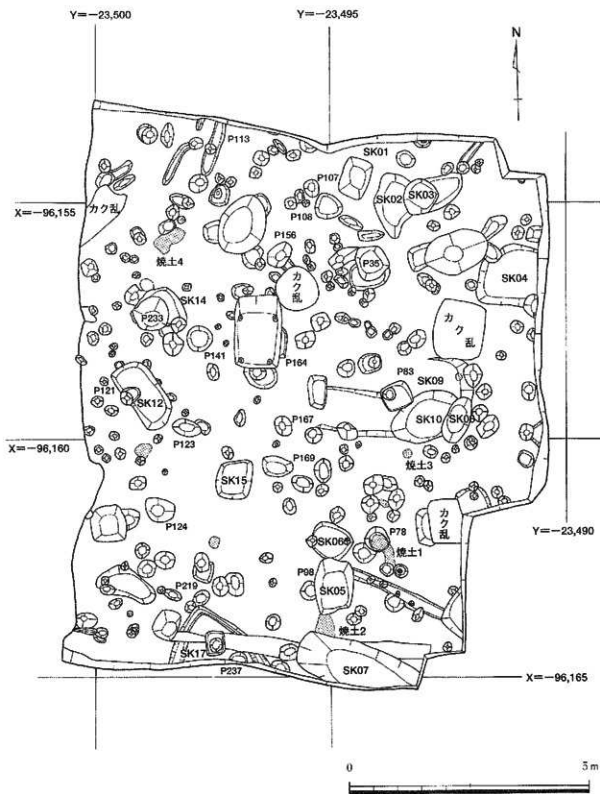 Y=-23,500
Y=-23,495
N
P113
SK01
P107
SK02
SK03
P108
X=-96,155
カク乱
P156
焼土4
P35
SK04
カク乱
SK14
P233
カク乱
P141
P164
P83
SK09
P121
SK12
SK10
P167
P123
X=-96,160
焼土3
P169
SK15
カク乱
P124
P78
Y=-23,490
SK06
焼土1
P98
SK05
P219
焼土2
SK17
SK07
P237
X=-96,165
0
3m